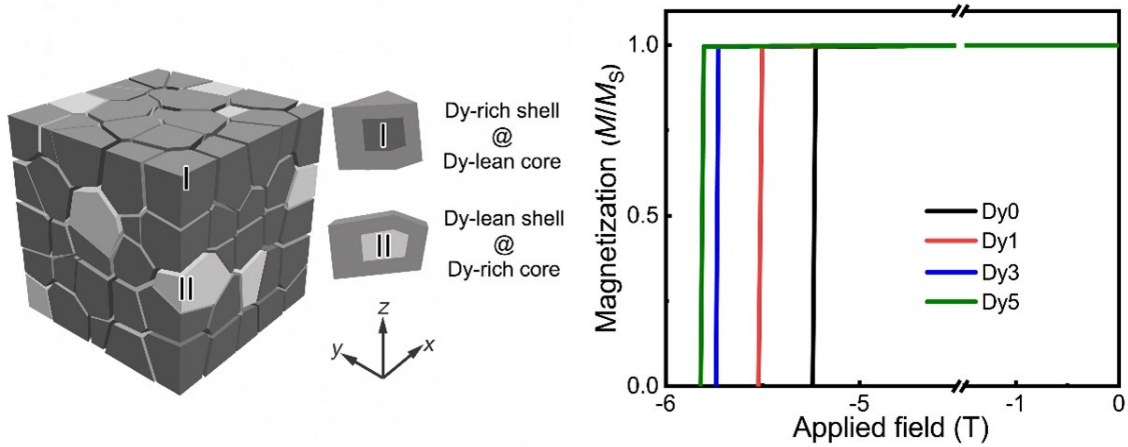 I
II
I
Dy-rich shell
@
Dy-lean core
II
Dy-lean shell
@
Dy-rich core
z
y
x
Magnetization (M/MS)
1.0
0.5
0.0
Dy0
Dy1
Dy3
Dy5
-6
-5
-1
0
Applied field (T)